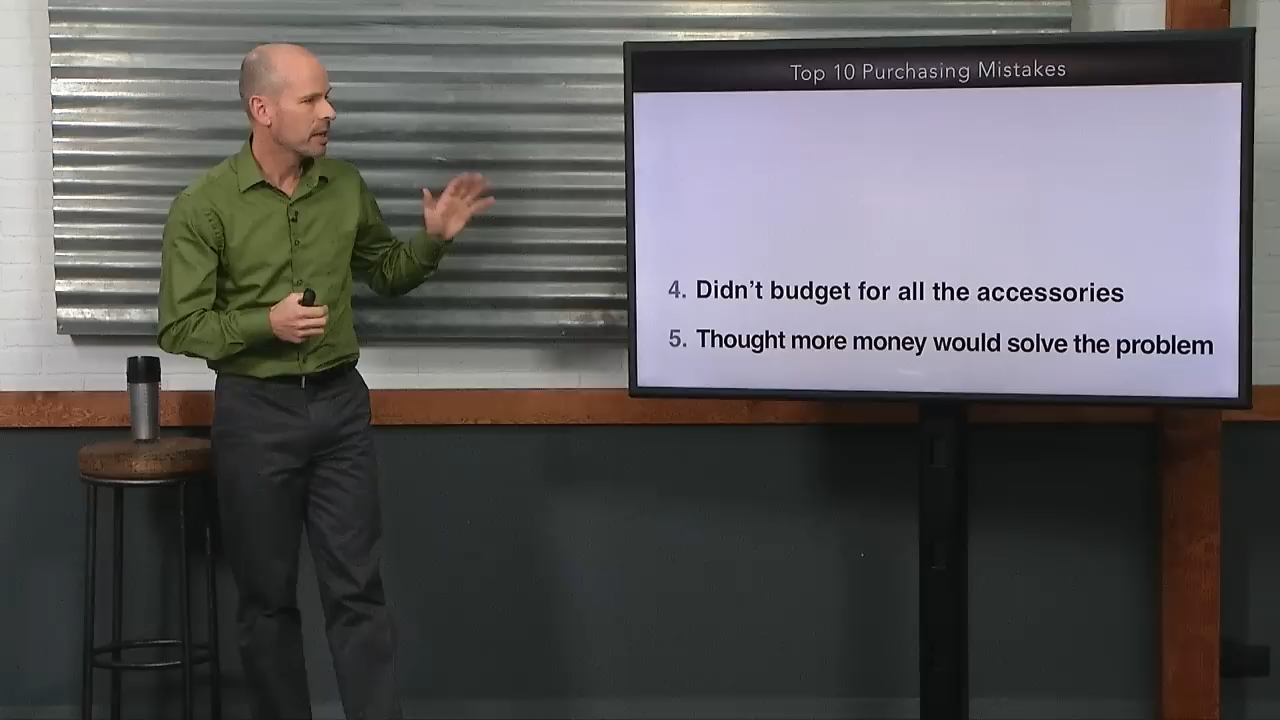 Top 10 Purchasing Mistakes
4. Didn't budget for all the accessories
5. Thought more money would solve the problem